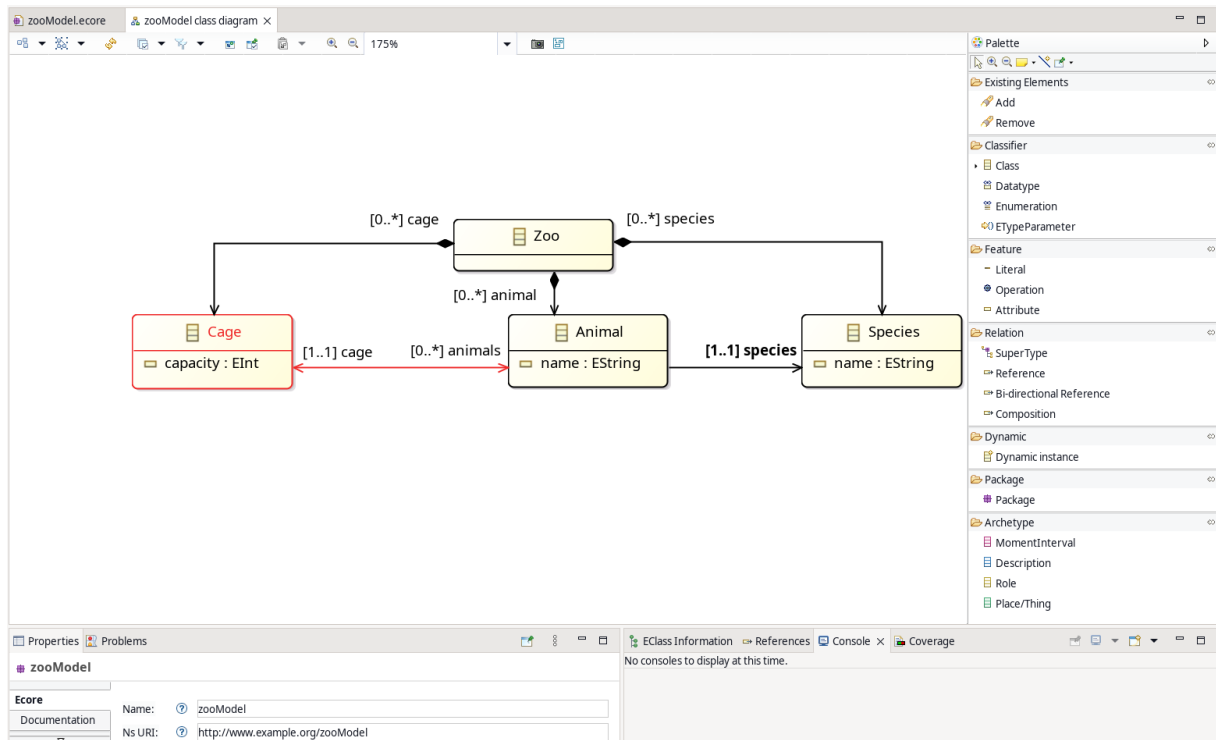 zooModel.ecore
zooModel class diagram
175%
Palette
Existing Elements
Add
Remove
Classifier
Class
Datatype
Enumeration
ETypeParameter
Feature
Literal
Operation
Attribute
Relation
SuperType
Reference
Bi-directional Reference
Composition
Dynamic
Dynamic instance
Package
Package
Archetype
MomentInterval
Description
Role
Place/Thing
[0..*] cage
Zoo
[0..*] species
[0..*] animal
Cage
capacity : EInt
[1..1] cage
[0..*] animals
Animal
name : EString
[1..1] species
Species
name : EString
Properties
Problems
zooModel
Ecore
Documentation
Name:
zooModel
Ns URI:
http://www.example.org/zooModel
EClass Information
References
Console
Coverage
No consoles to display at this time.